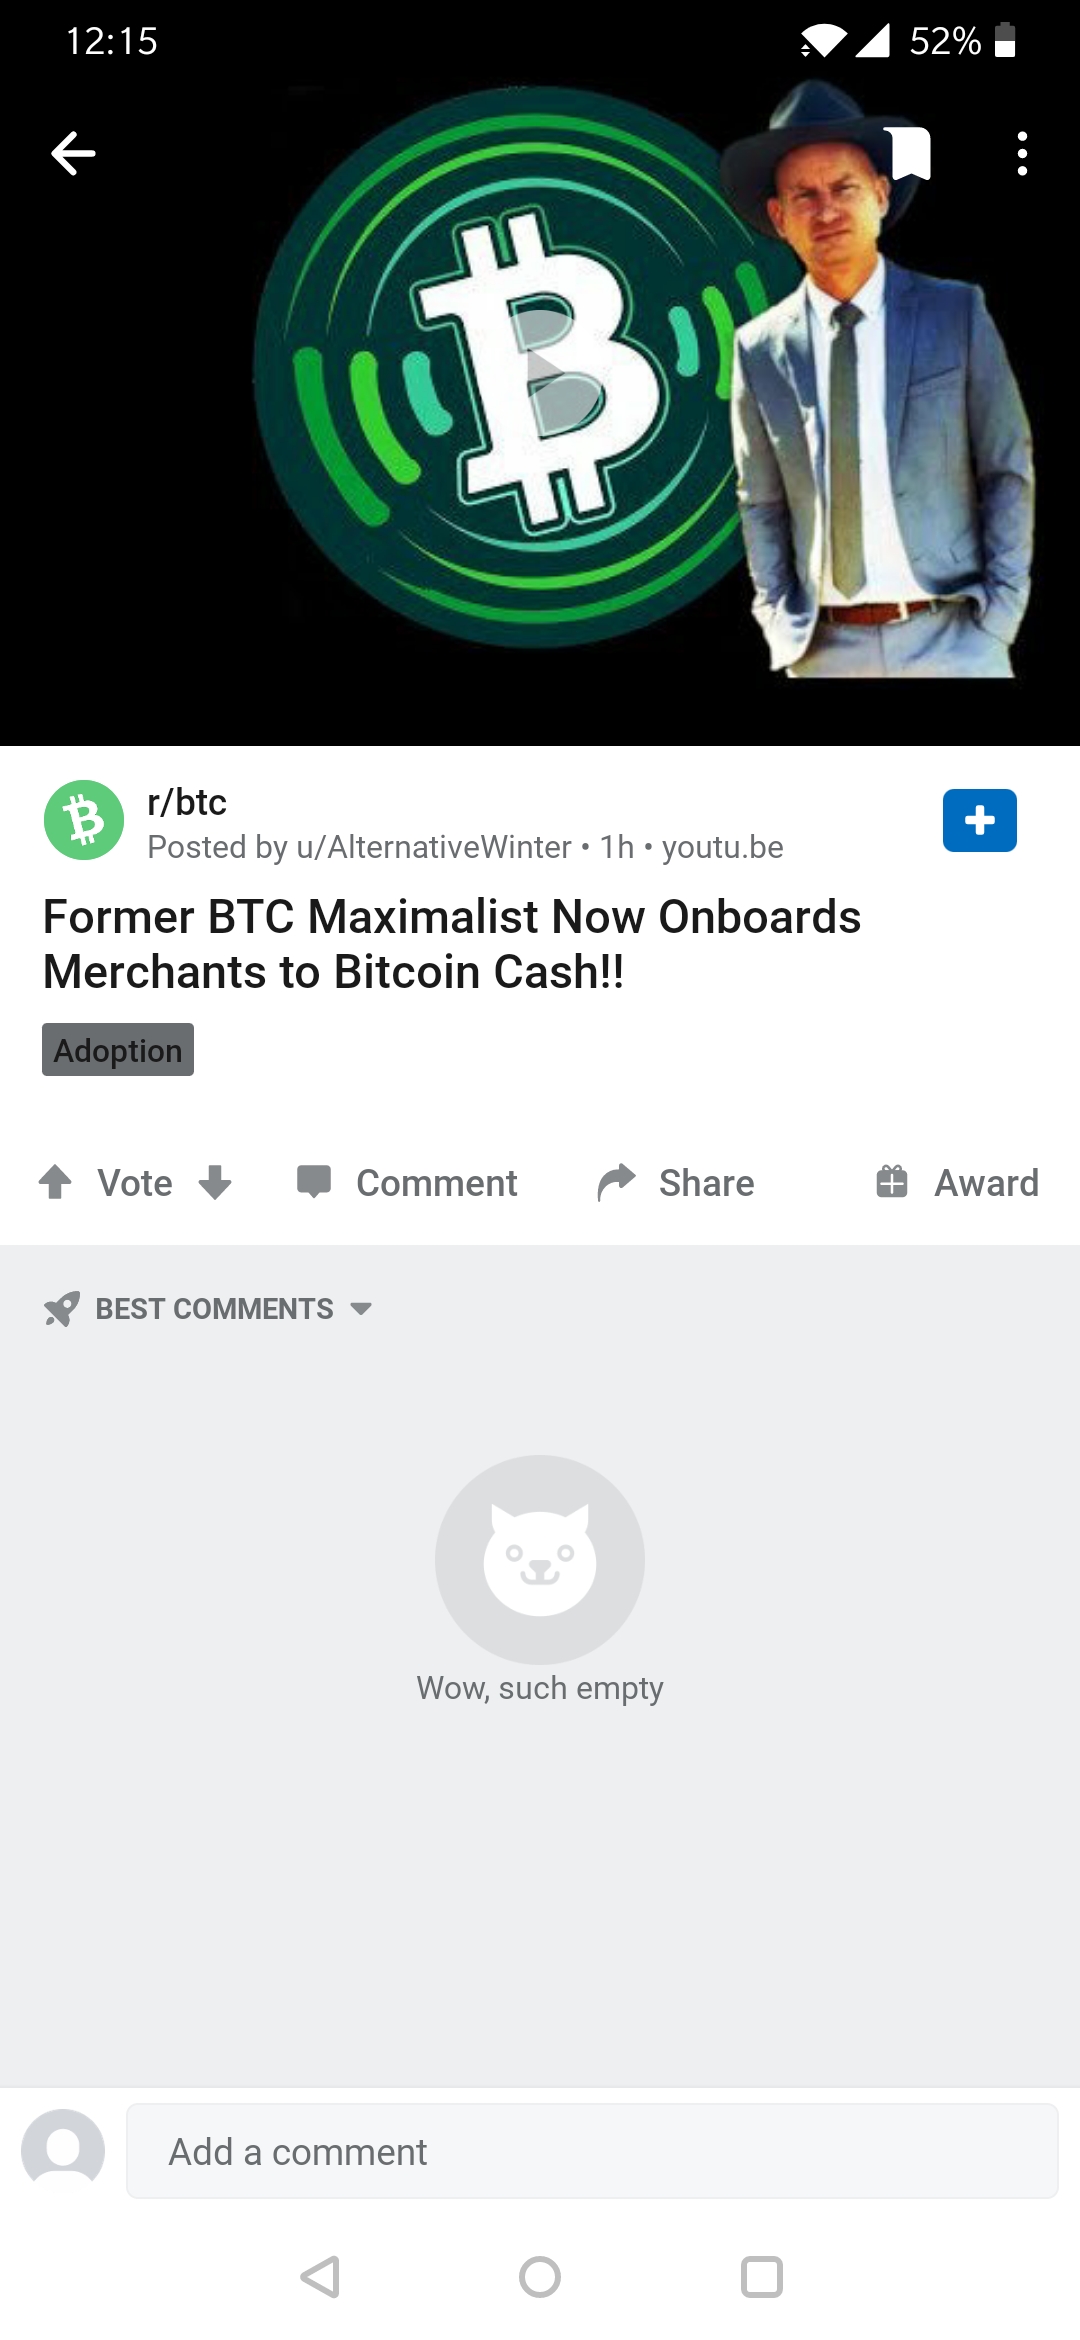 12:15
52%
r/btc
Posted by u/AlternativeWinter • 1h • youtu.be
Former BTC Maximalist Now Onboards
Merchants to Bitcoin Cash!!
Adoption
Vote
Comment
Share
Award
BEST COMMENTS
Wow, such empty
Add a comment